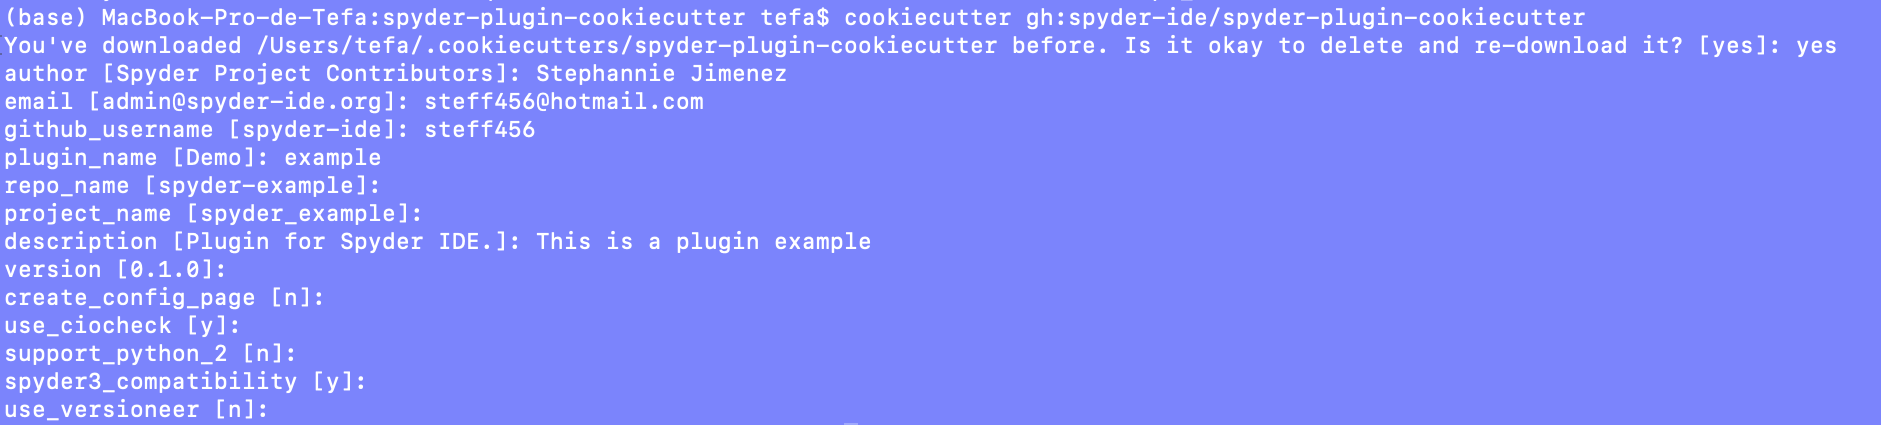 (base) MacBook-Pro-de-Tefa:spyder-plugin-cookiecutter tefa$ cookiecutter gh:spyder-ide/spyder-plugin-cookiecutter
You've downloaded /Users/tefa/.cookiecutters/spyder-plugin-cookiecutter before. Is it okay to delete and re-download it? [yes]: yes
author [Spyder Project Contributors]: Stephannie Jimenez
email [admin@spyder-ide.org]: steff456@hotmail.com
github_username [spyder-ide]: steff456
plugin_name [Demo]: example
repo_name [spyder-example]:
project_name [spyder_example]:
description [Plugin for Spyder IDE.]: This is a plugin example
version [0.1.0]:
create_config_page [n]:
use_ciocheck [y]:
support_python_2 [n]:
spyder3_compatibility [y]:
use_versioneer [n]: